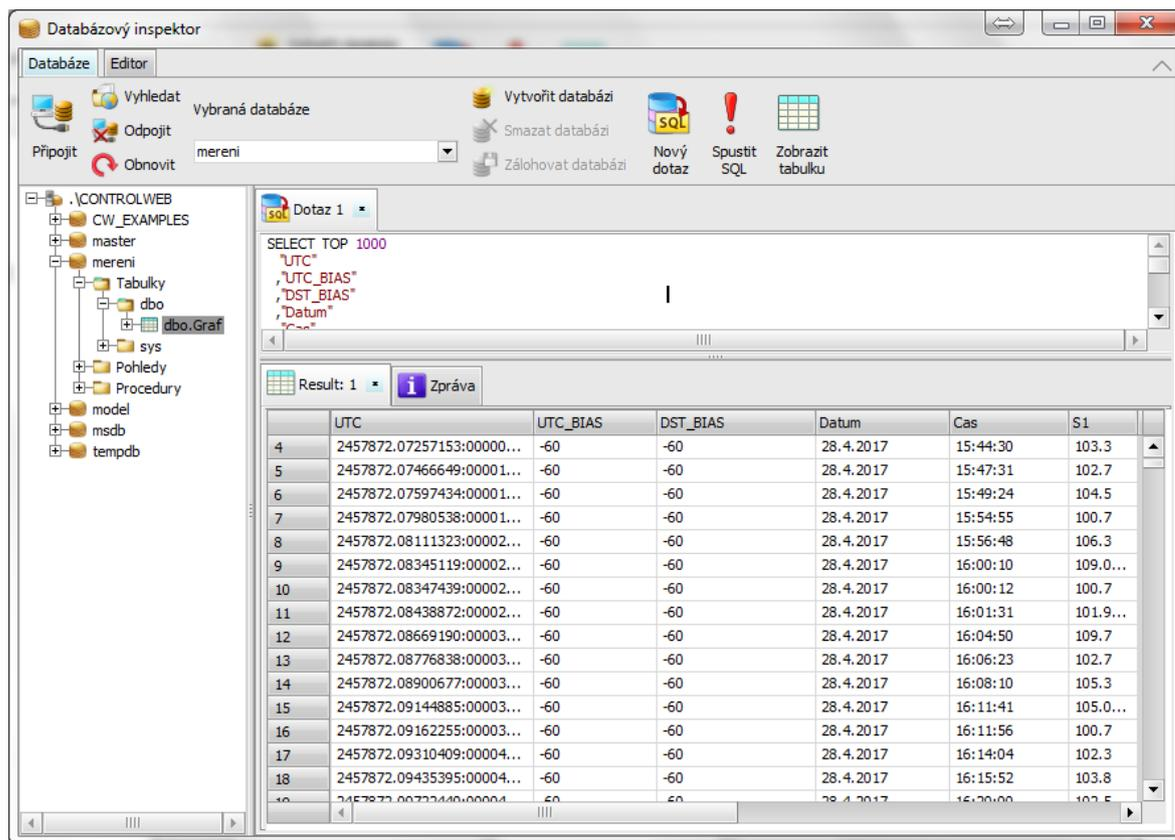 Databázový inspektor
Databáze Editor
Připojit
Vyhledat
Odpojit
Obnovit
Vybraná databáze
mereni
Vytvořit databázi
Smazat databázi
Zálohovat databázi
Nový dotaz
Spustit SQL
Zobrazit tabulku
.\CONTROLWEB
CW_EXAMPLES
master
mereni
Tabulky
dbo
dbo.Graf
sys
Pohledy
Procedury
model
msdb
tempdb
SQL Dotaz 1
SELECT TOP 1000
"UTC"
,"UTC_BIAS"
,"DST_BIAS"
,"Datum"
,"Cas"
Result: 1 Zpráva
UTC UTC_BIAS DST_BIAS Datum Cas S1
4 2457872.07257153:00000... -60 -60 28.4.2017 15:44:30 103.3
5 2457872.07466649:00001... -60 -60 28.4.2017 15:47:31 102.7
6 2457872.07597434:00001... -60 -60 28.4.2017 15:49:24 104.5
7 2457872.07980538:00001... -60 -60 28.4.2017 15:54:55 100.7
8 2457872.08111323:00002... -60 -60 28.4.2017 15:56:48 106.3
9 2457872.08345119:00002... -60 -60 28.4.2017 16:00:10 109.0...
10 2457872.08347439:00002... -60 -60 28.4.2017 16:00:12 100.7
11 2457872.08438872:00002... -60 -60 28.4.2017 16:01:31 101.9...
12 2457872.08669190:00003... -60 -60 28.4.2017 16:04:50 109.7
13 2457872.08776838:00003... -60 -60 28.4.2017 16:06:23 102.7
14 2457872.08900677:00003... -60 -60 28.4.2017 16:08:10 105.3
15 2457872.09144885:00003... -60 -60 28.4.2017 16:11:41 105.0...
16 2457872.09162255:00003... -60 -60 28.4.2017 16:11:56 100.7
17 2457872.09310409:00004... -60 -60 28.4.2017 16:14:04 102.3
18 2457872.09435395:00004... -60 -60 28.4.2017 16:15:52 103.8